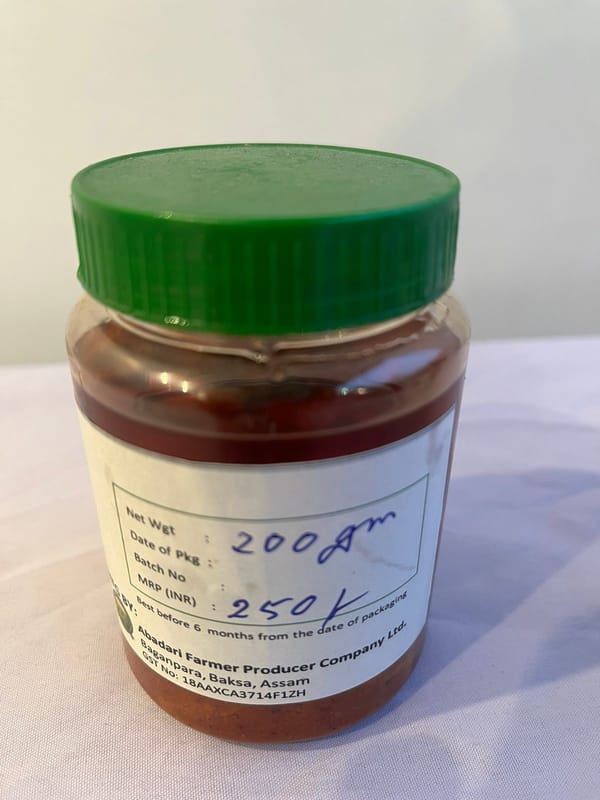 Net Wgt : 200 gm
Date of Pkg :
Batch No :
MRP (INR) : 250/
Best before 6 months from the date of packaging
BY:
Abadari Farmer Producer Company Ltd.
Baganpara, Baksa, Assam
GST No: 18AAXCA3714F1ZH